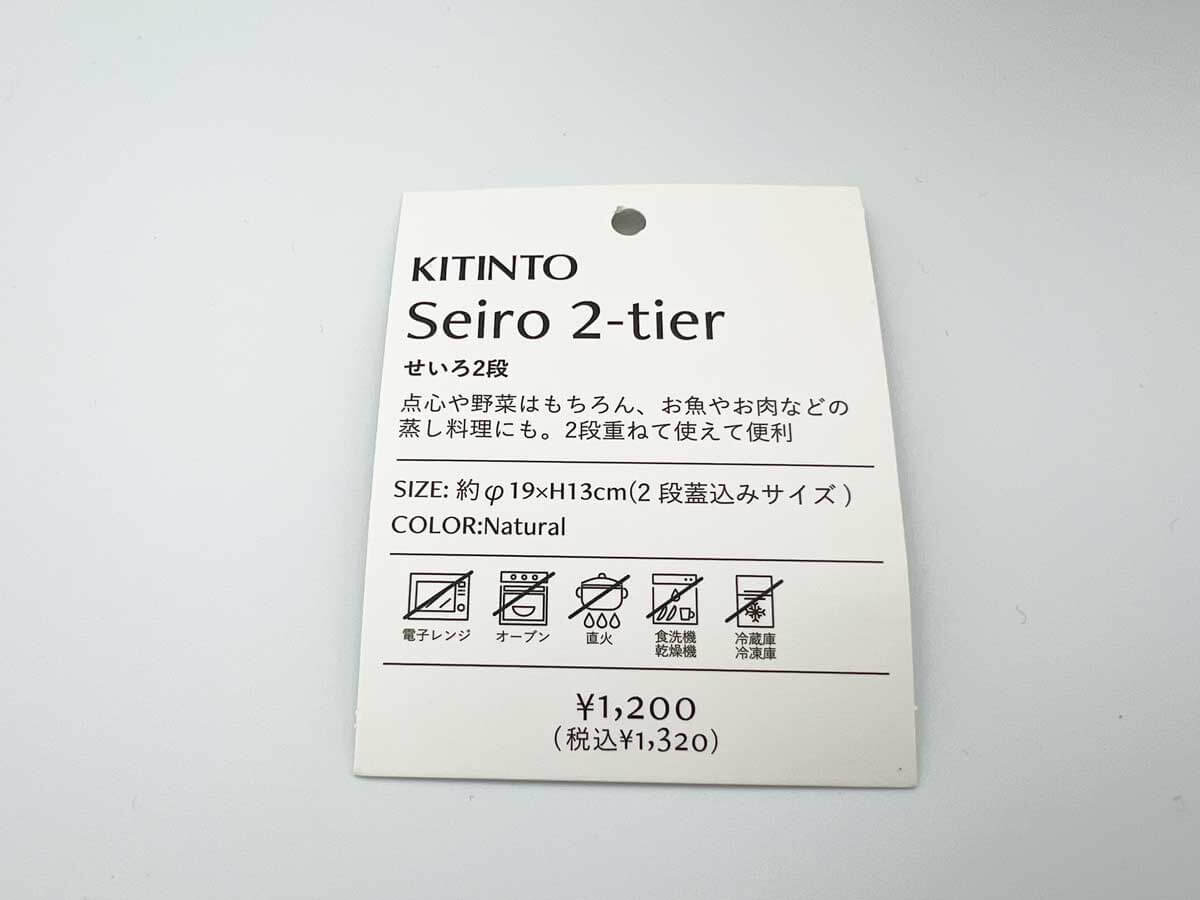 KITINTO
Seiro 2-tier
せいろ2段
点心や野菜はもちろん、お魚やお肉などの
蒸し料理にも。2段重ねて使えて便利
SIZE: 約φ19×H13cm(2段蓋込みサイズ)
COLOR:Natural
電子レンジ オーブン 直火 食洗機 冷蔵庫
乾燥機 冷凍庫
¥1,200
(税込¥1,320)